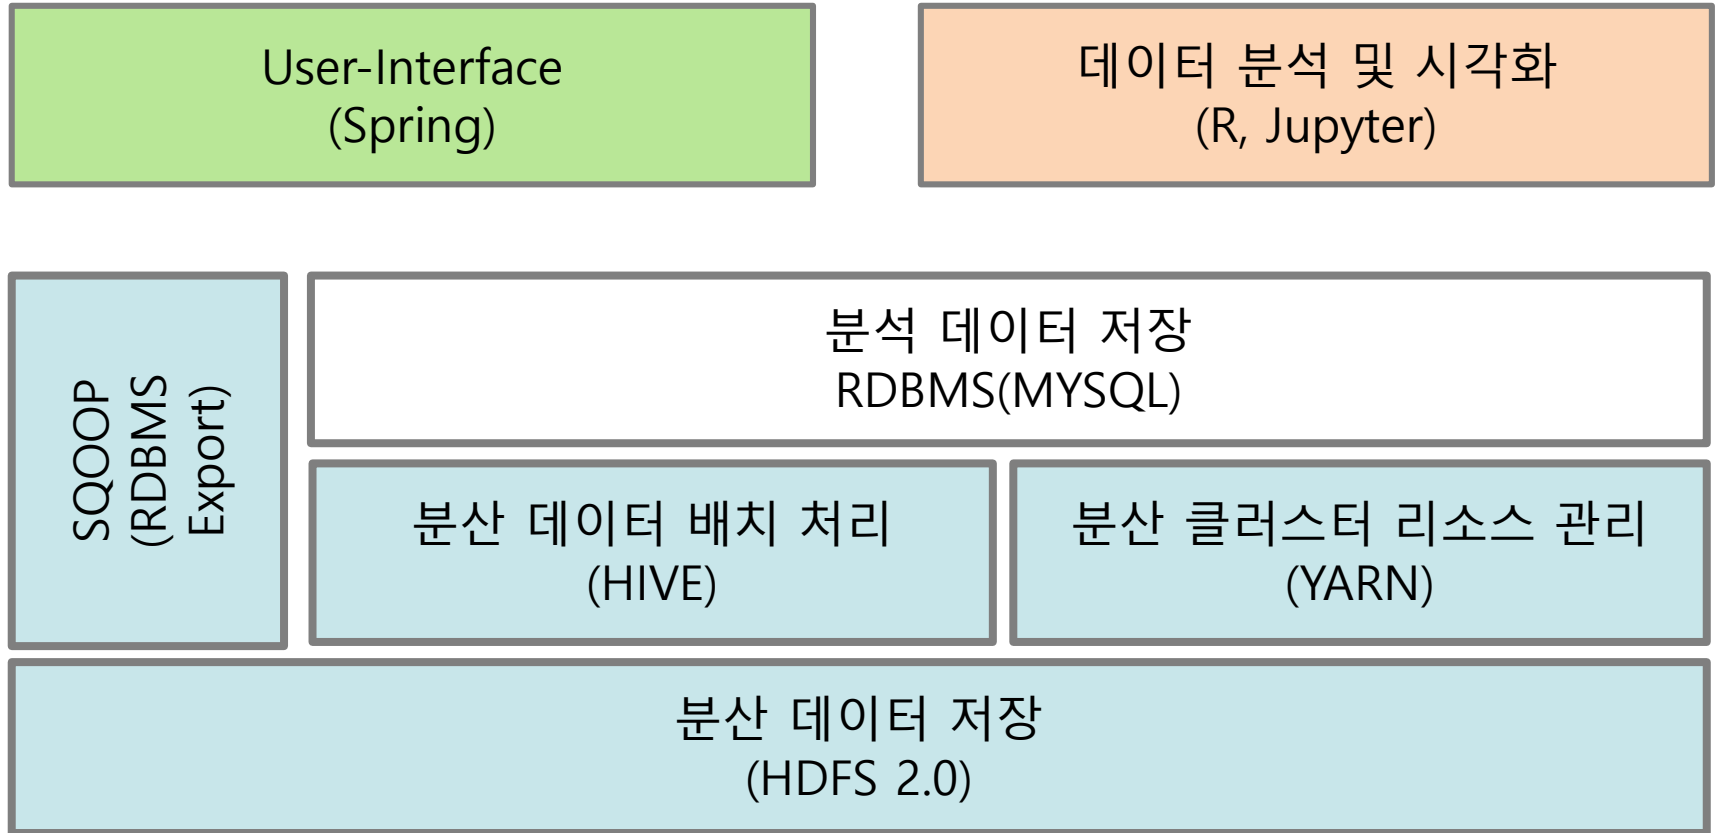 User-Interface
(Spring)
데이터 분석 및 시각화
(R, Jupyter)
SQOOP
(RDBMS
Export)
분석 데이터 저장
RDBMS(MYSQL)
분산 데이터 배치 처리
(HIVE)
분산 클러스터 리소스 관리
(YARN)
분산 데이터 저장
(HDFS 2.0)